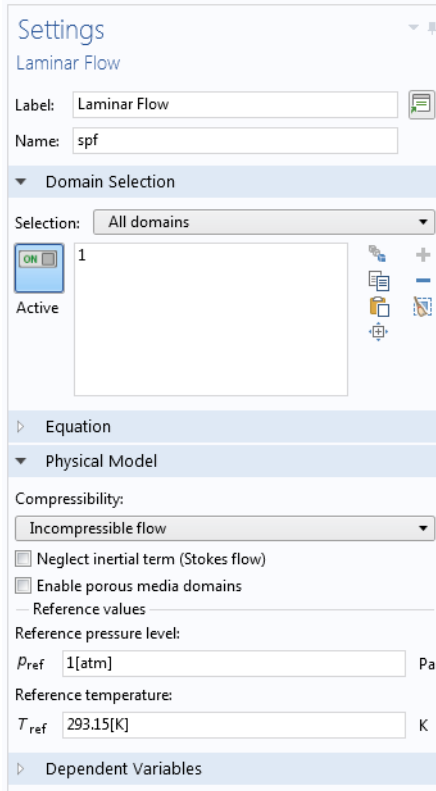 Settings
Laminar Flow
Label: Laminar Flow
Name: spf
Domain Selection
Selection: All domains
ON 1
Active
Equation
Physical Model
Compressibility:
Incompressible flow
Neglect inertial term (Stokes flow)
Enable porous media domains
Reference values
Reference pressure level:
pref 1[atm] Pa
Reference temperature:
Tref 293.15[K] K
Dependent Variables